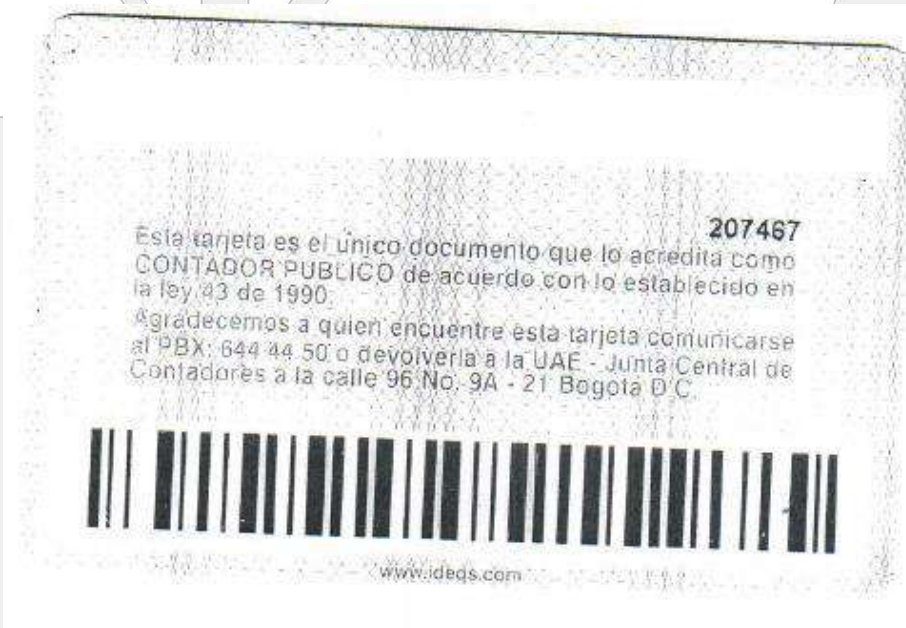 207467
Esta tarjeta es el único documento que lo acredita como
CONTADOR PUBLICO de acuerdo con lo establecido en
la ley 43 de 1990.
Agradecemos a quien encuentre esta tarjeta comunicarse
al PBX: 644 44 50 o devolverla a la UAE - Junta Central de
Contadores a la calle 96 No. 9A - 21 Bogotá D.C.
www.ideqs.com